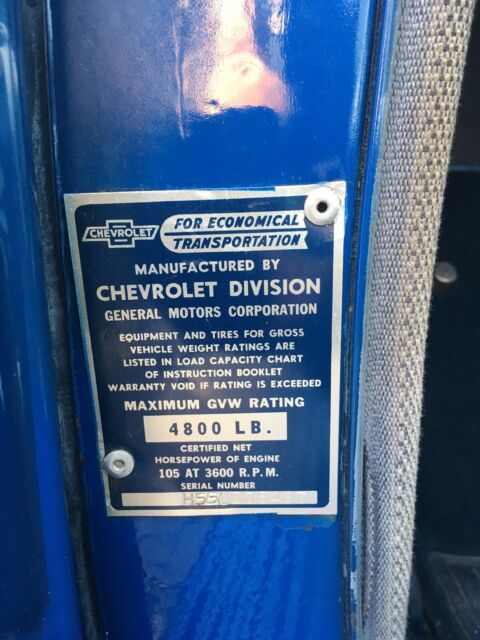 CHEVROLET
FOR ECONOMICAL
TRANSPORTATION
MANUFACTURED BY
CHEVROLET DIVISION
GENERAL MOTORS CORPORATION
EQUIPMENT AND TIRES FOR GROSS
VEHICLE WEIGHT RATINGS ARE
LISTED IN LOAD CAPACITY CHART
OF INSTRUCTION BOOKLET
WARRANTY VOID IF RATING IS EXCEEDED
MAXIMUM GVW RATING
4800 LB.
CERTIFIED NET
HORSEPOWER OF ENGINE
105 AT 3600 R.P.M.
SERIAL NUMBER